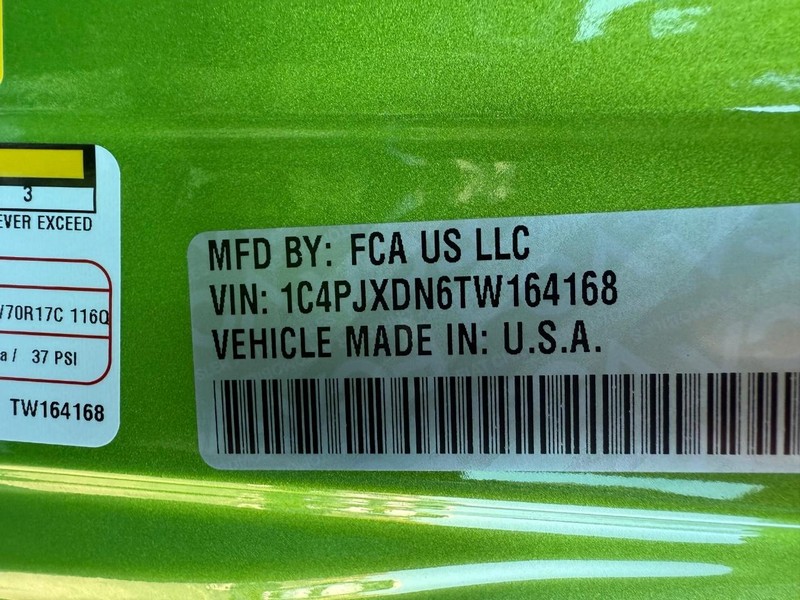 3
EVER EXCEED
/70R17C 116Q
a / 37 PSI
TW164168
MFD BY: FCA US LLC
VIN: 1C4PJXDN6TW164168
VEHICLE MADE IN: U.S.A.